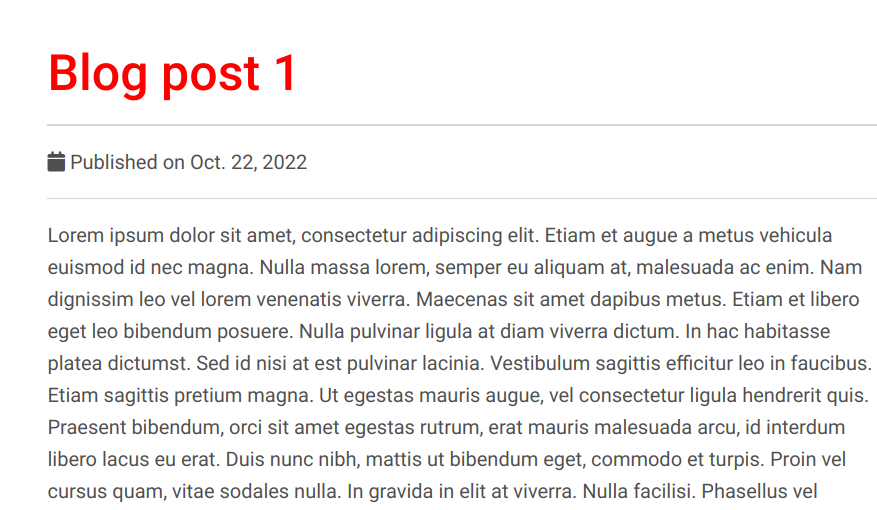 Blog post 1
Published on Oct. 22, 2022
Lorem ipsum dolor sit amet, consectetur adipiscing elit. Etiam et augue a metus vehicula
euismod id nec magna. Nulla massa lorem, semper eu aliquam at, malesuada ac enim. Nam
dignissim leo vel lorem venenatis viverra. Maecenas sit amet dapibus metus. Etiam et libero
eget leo bibendum posuere. Nulla pulvinar ligula at diam viverra dictum. In hac habitasse
platea dictumst. Sed id nisi at est pulvinar lacinia. Vestibulum sagittis efficitur leo in faucibus.
Etiam sagittis pretium magna. Ut egestas mauris augue, vel consectetur ligula hendrerit quis.
Praesent bibendum, orci sit amet egestas rutrum, erat mauris malesuada arcu, id interdum
libero lacus eu erat. Duis nunc nibh, mattis ut bibendum eget, commodo et turpis. Proin vel
cursus quam, vitae sodales nulla. In gravida in elit at viverra. Nulla facilisi. Phasellus vel